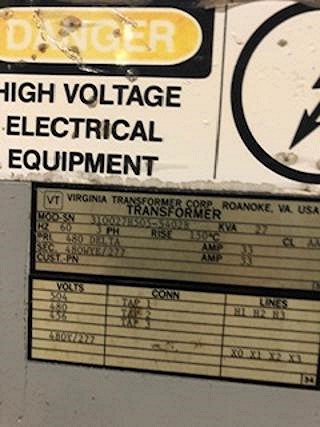 DANGER
HIGH VOLTAGE
ELECTRICAL
EQUIPMENT
VT VIRGINIA TRANSFORMER CORP. ROANOKE, VA. USA
TRANSFORMER
MOD-SN KVA 27
HZ 60 3 PH RISE 150°C CL AA
PRI 480 DELTA AMP 33
SEC. 480WYE/277 AMP 33
CUST.-PN
VOLTS CONN LINES
504 TAP 1 H1 H2 H3
480 TAP 2
456 TAP 3
480Y/277 X0 X1 X2 X3